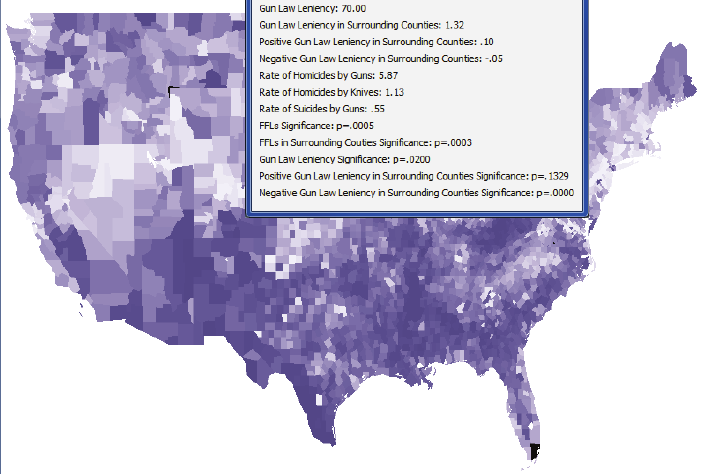 Gun Law Leniency: 70.00
Gun Law Leniency in Surrounding Counties: 1.32
Positive Gun Law Leniency in Surrounding Counties: .10
Negative Gun Law Leniency in Surrounding Counties: -.05
Rate of Homicides by Guns: 5.87
Rate of Homicides by Knives: 1.13
Rate of Suicides by Guns: .55
FFLs Significance: p=.0005
FFLs in Surrounding Couties Significance: p=.0003
Gun Law Leniency Significance: p=.0200
Positive Gun Law Leniency in Surrounding Counties Significance: p=.1329
Negative Gun Law Leniency in Surrounding Counties Significance: p=.0000